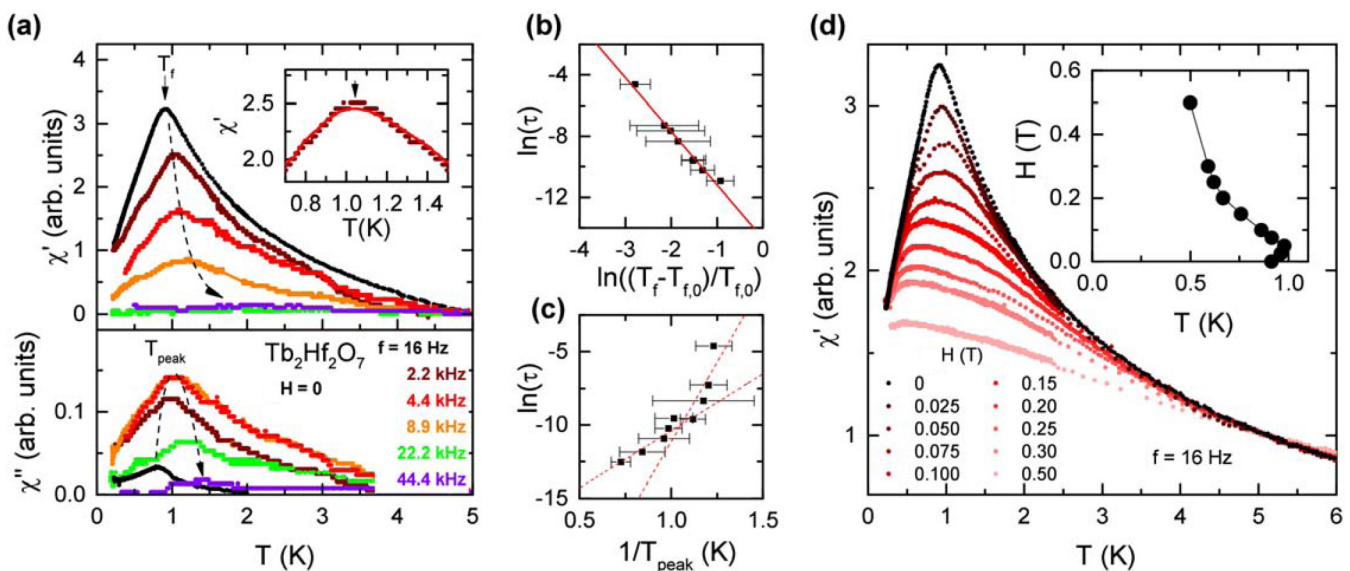 (a)
4
3
2
1
0
χ' (arb. units)
T_f
2.5
2.0
χ'
0.8 1.0 1.2 1.4
T(K)
0.1
0.0
χ'' (arb. units)
T_peak
Tb₂Hf₂O₇
H = 0
f = 16 Hz
2.2 kHz
4.4 kHz
8.9 kHz
22.2 kHz
44.4 kHz
0 1 2 3 4 5
T (K)
(b)
-4
-8
-12
ln(τ)
-4 -3 -2 -1 0
ln((T_f-T_f,0)/T_f,0)
(c)
-5
-10
-15
ln(τ)
0.5 1.0 1.5
1/T_peak (K)
(d)
3
2
1
χ' (arb. units)
0.6
0.4
0.2
0.0
H (T)
0.0 0.5 1.0
T (K)
H (T)
0 0.15
0.025 0.20
0.050 0.25
0.075 0.30
0.100 0.50
f = 16 Hz
0 1 2 3 4 5 6
T (K)